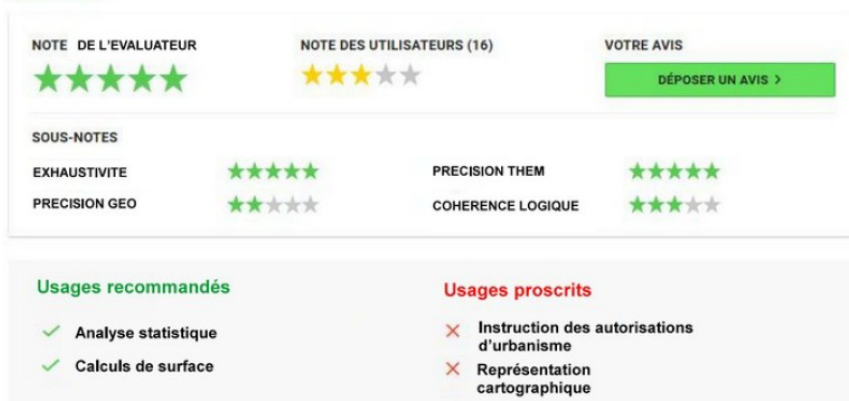 NOTE DE L'EVALUATEUR
NOTE DES UTILISATEURS (16)
VOTRE AVIS
DÉPOSER UN AVIS >
SOUS-NOTES
EXHAUSTIVITE
PRECISION THEM
PRECISION GEO
COHERENCE LOGIQUE
Usages recommandés
Analyse statistique
Calculs de surface
Usages proscrits
Instruction des autorisations
d'urbanisme
Représentation
cartographique